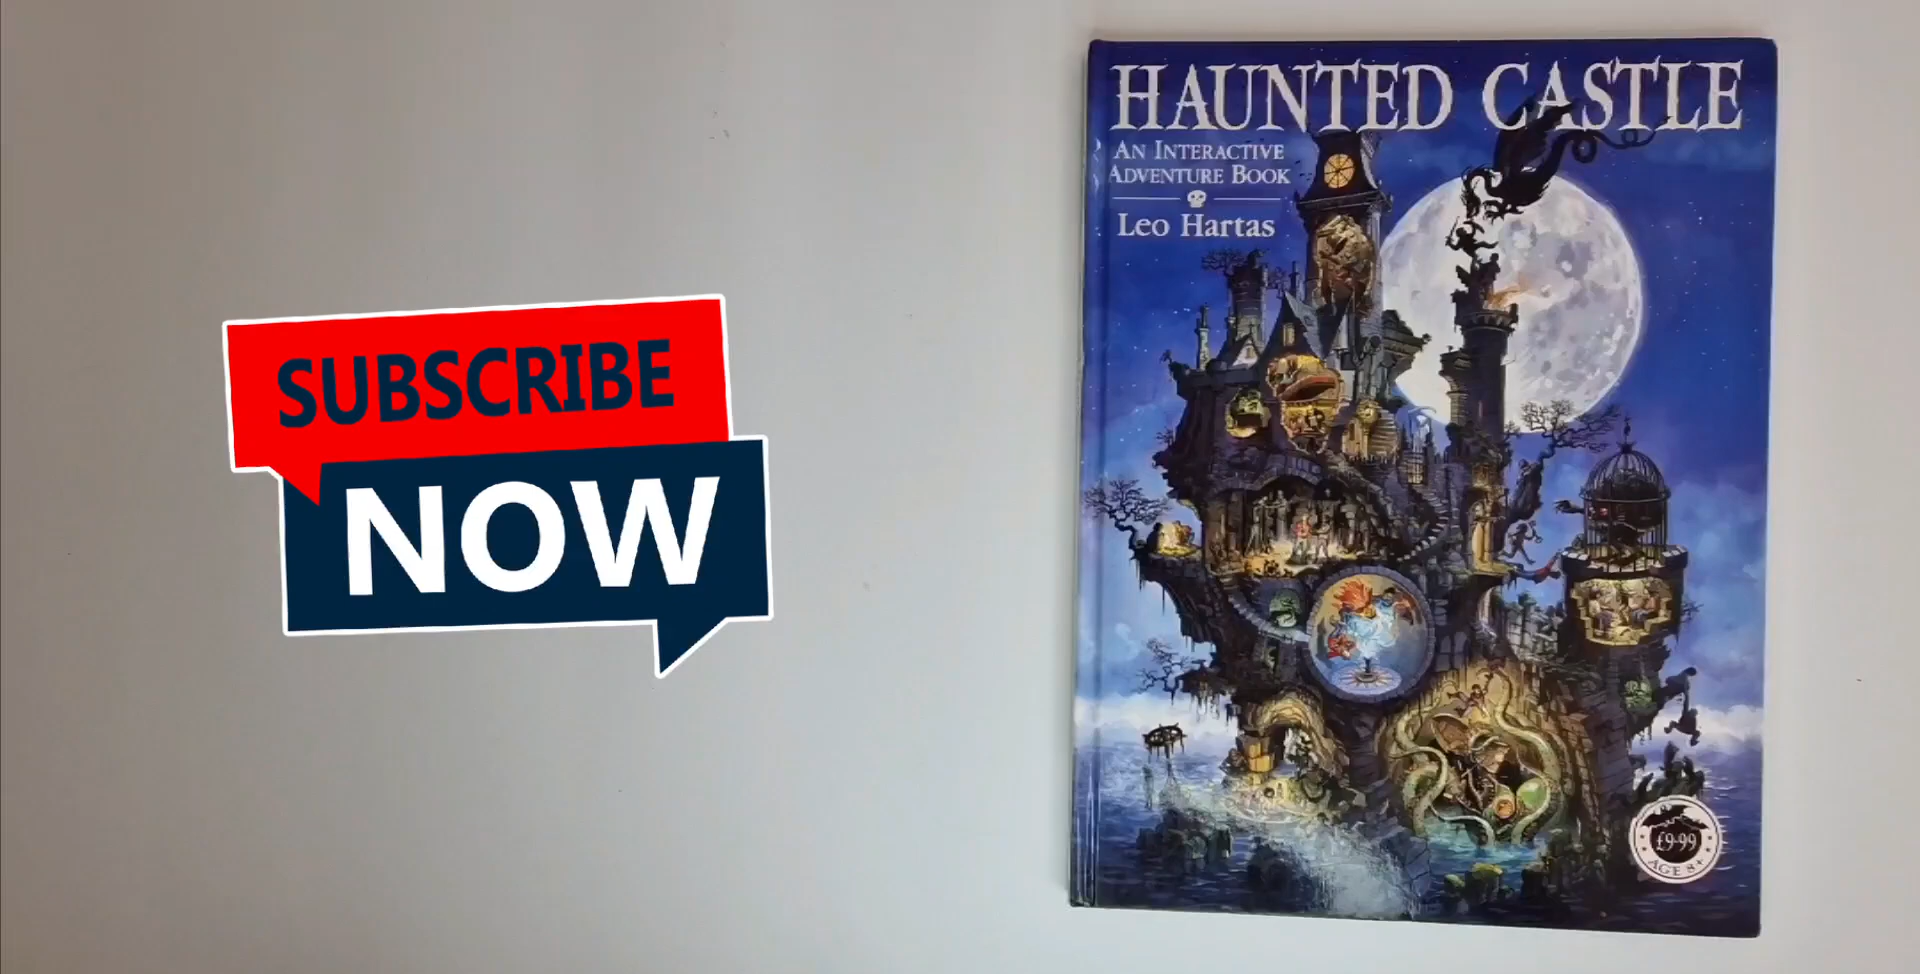 SUBSCRIBE
NOW
HAUNTED CASTLE
AN INTERACTIVE
ADVENTURE BOOK
Leo Hartas
£9·99
AGE 8+